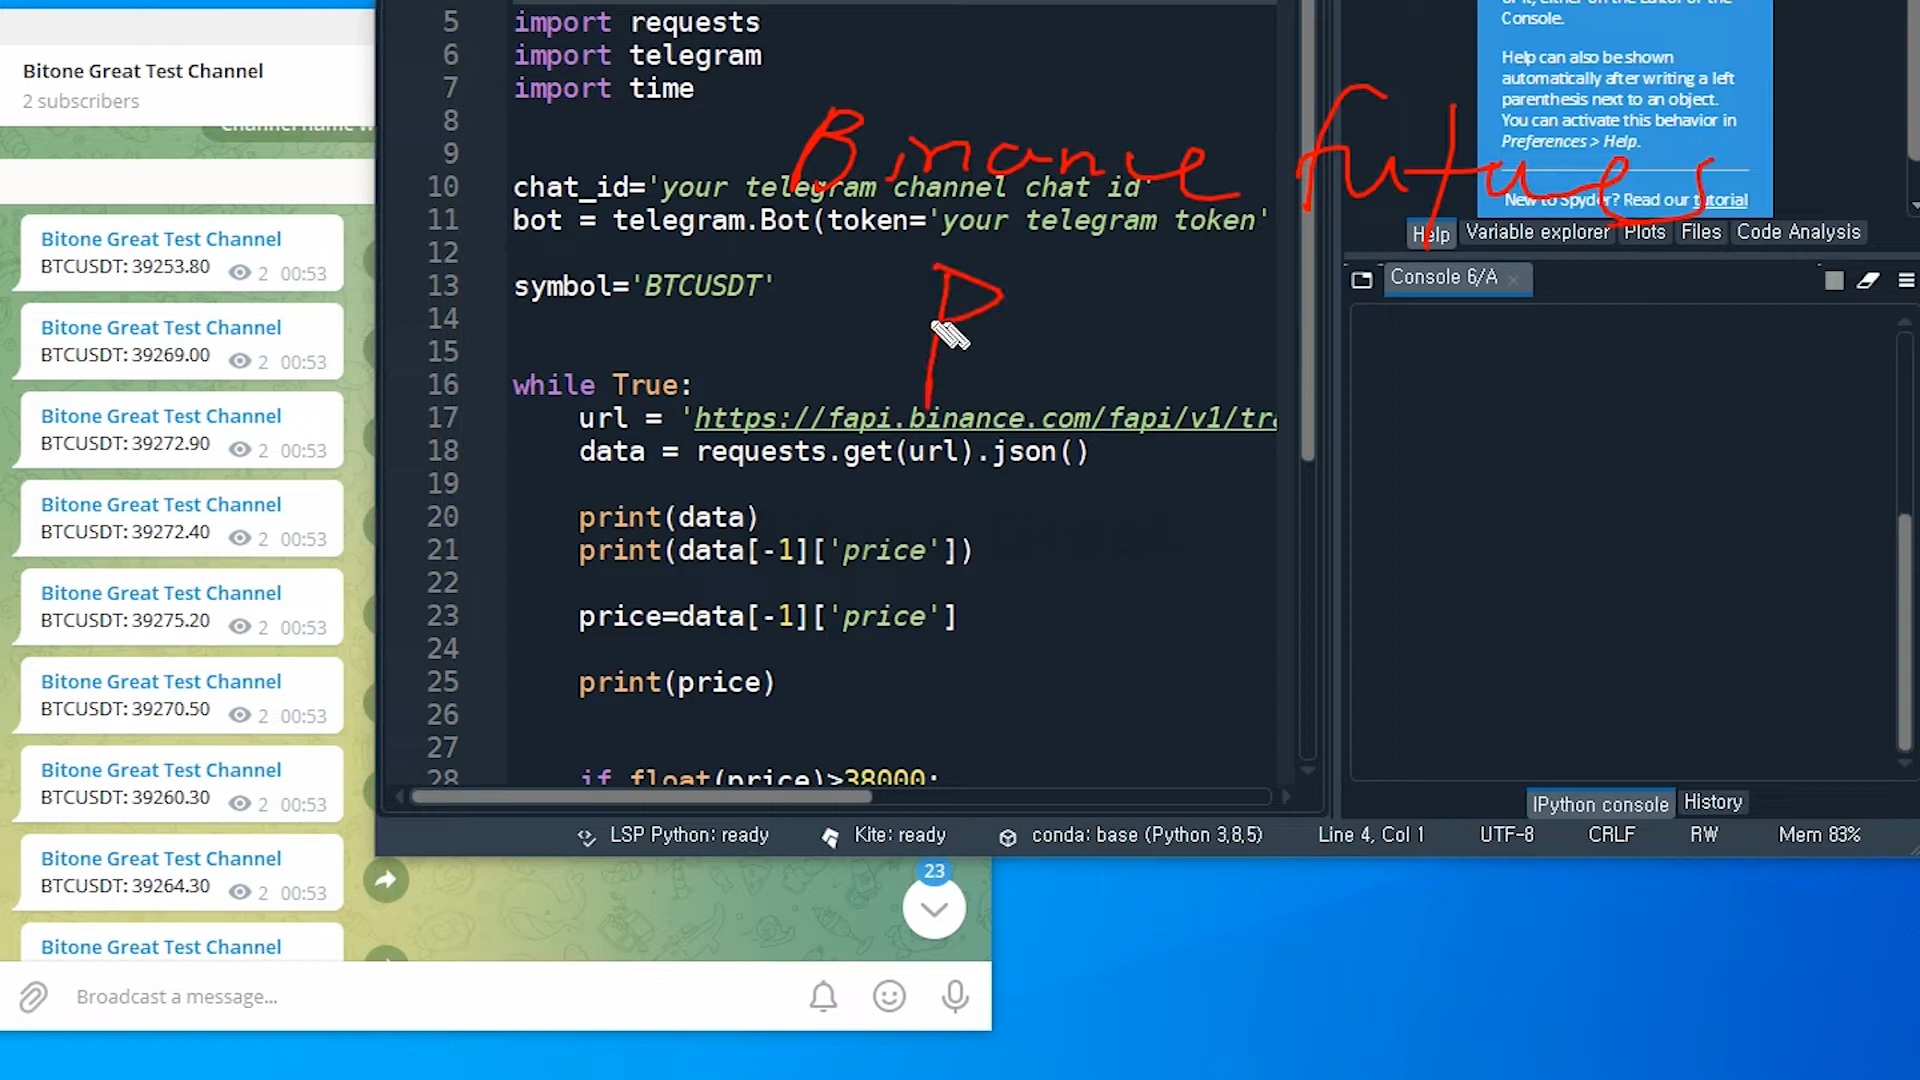 Bitone Great Test Channel
2 subscribers
Bitone Great Test Channel
BTCUSDT: 39253.80 2 00:53
Bitone Great Test Channel
BTCUSDT: 39269.00 2 00:53
Bitone Great Test Channel
BTCUSDT: 39272.90 2 00:53
Bitone Great Test Channel
BTCUSDT: 39272.40 2 00:53
Bitone Great Test Channel
BTCUSDT: 39275.20 2 00:53
Bitone Great Test Channel
BTCUSDT: 39270.50 2 00:53
Bitone Great Test Channel
BTCUSDT: 39260.30 2 00:53
Bitone Great Test Channel
BTCUSDT: 39264.30 2 00:53
Bitone Great Test Channel
23
Broadcast a message...
5 import requests
6 import telegram
7 import time
8
9
10 chat_id='your telegram channel chat id'
11 bot = telegram.Bot(token='your telegram token'
12
13 symbol='BTCUSDT'
14
15
16 while True:
17 url = 'https://fapi.binance.com/fapi/v1/tra
18 data = requests.get(url).json()
19
20 print(data)
21 print(data[-1]['price'])
22
23 price=data[-1]['price']
24
25 print(price)
26
27
28 if float(price)>38000:
Binance futures
P
Console.
Help can also be shown
automatically after writing a left
parenthesis next to an object.
You can activate this behavior in
Preferences > Help.
New to Spyder? Read our tutorial
Help Variable explorer Plots Files Code Analysis
Console 6/A
IPython console History
LSP Python: ready Kite: ready conda: base (Python 3,8,5) Line 4, Col 1 UTF-8 CRLF RW Mem 83%